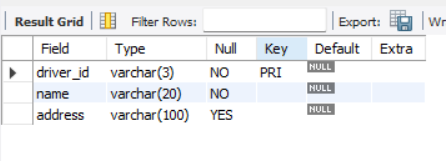 Result Grid Filter Rows: Export: Wr
Field Type Null Key Default Extra
driver_id varchar(3) NO PRI NULL
name varchar(20) NO NULL
address varchar(100) YES NULL